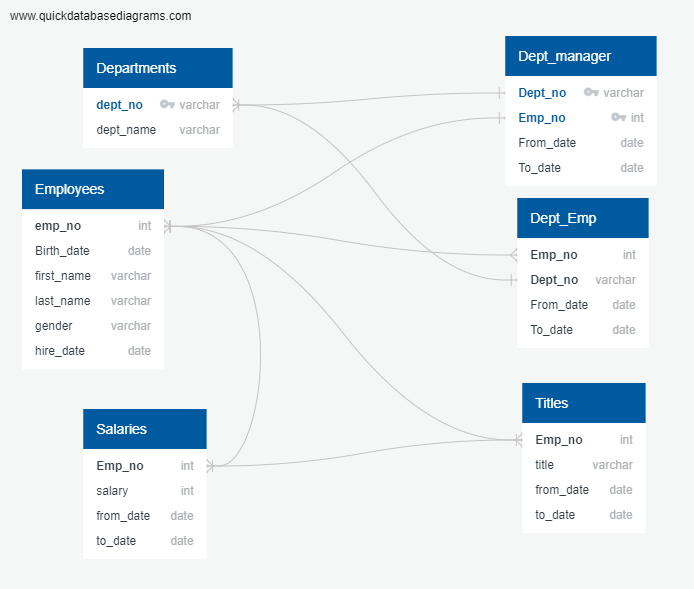 www.quickdatabasediagrams.com
Departments
dept_no varchar
dept_name varchar
Employees
emp_no int
Birth_date date
first_name varchar
last_name varchar
gender varchar
hire_date date
Salaries
Emp_no int
salary int
from_date date
to_date date
Dept_manager
Dept_no varchar
Emp_no int
From_date date
To_date date
Dept_Emp
Emp_no int
Dept_no varchar
From_date date
To_date date
Titles
Emp_no int
title varchar
from_date date
to_date date